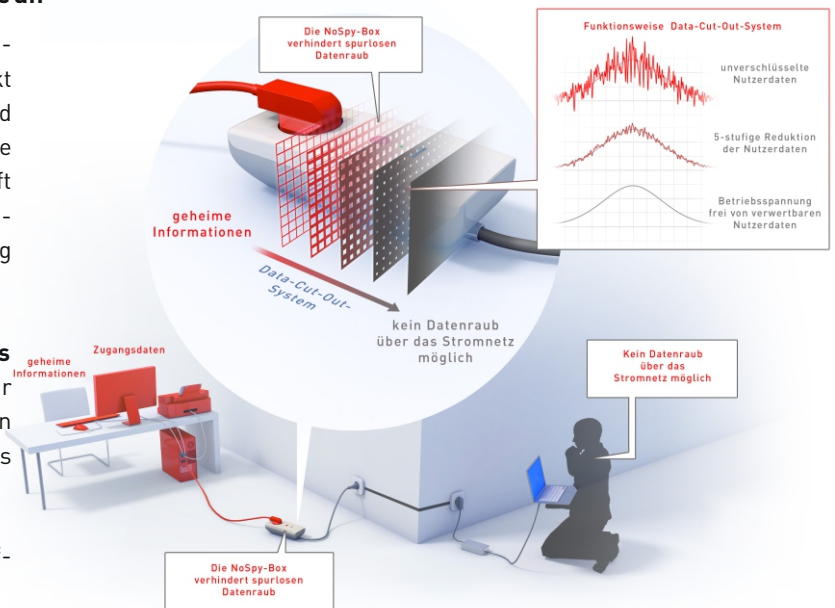 Die NoSpy-Box
verhindert spurlosen
Datenraub
Funktionsweise Data-Cut-Out-System
unverschlüsselte
Nutzerdaten
5-stufige Reduktion
der Nutzerdaten
Betriebsspannung
frei von verwertbaren
Nutzerdaten
geheime
Informationen
Data-Cut-Out-
System
kein Datenraub
über das Stromnetz
möglich
geheime
Informationen
Zugangsdaten
Kein Datenraub
über das
Stromnetz möglich
Die NoSpy-Box
verhindert spurlosen
Datenraub